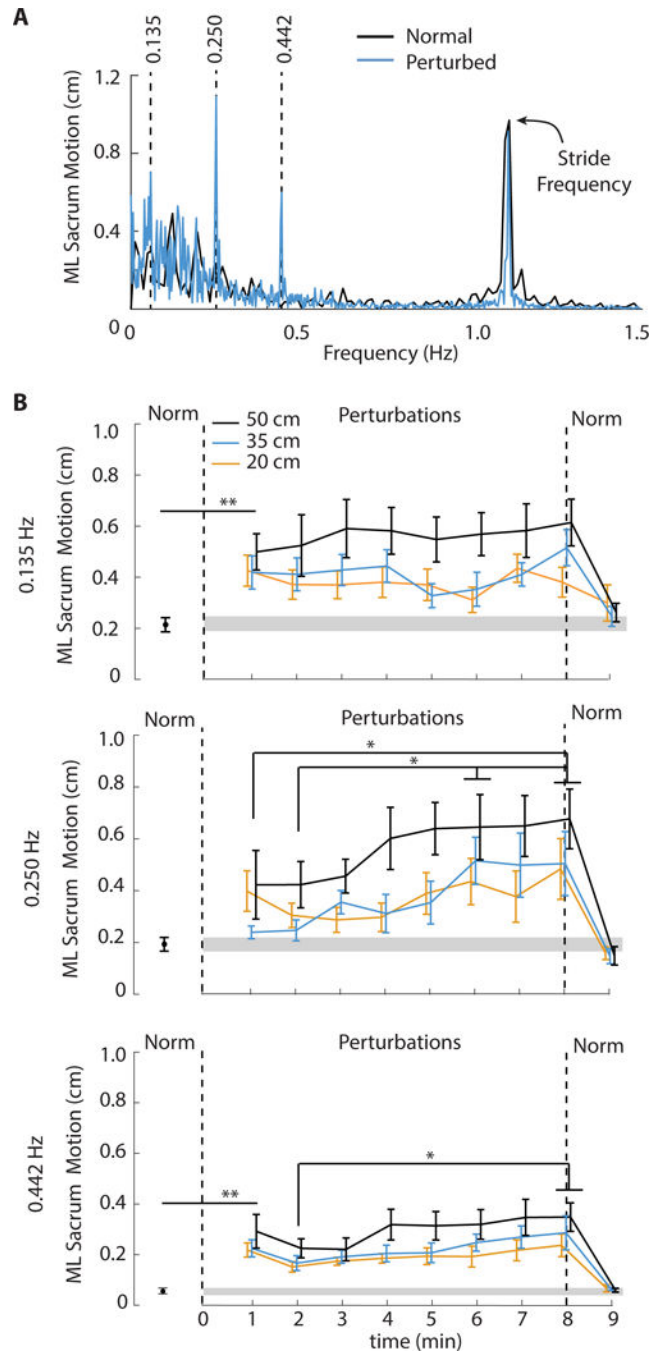 A
0.135
0.250
0.442
Normal
Perturbed
Stride
Frequency
ML Sacrum Motion (cm)
1.2
0.8
0.4
0
0
0.5
1.0
1.5
Frequency (Hz)
B
Norm
Perturbations
Norm
50 cm
35 cm
20 cm
0.135 Hz
ML Sacrum Motion (cm)
1.0
0.8
0.6
0.4
0.2
0
**
Norm
Perturbations
Norm
0.250 Hz
ML Sacrum Motion (cm)
1.0
0.8
0.6
0.4
0.2
0
*
*
Norm
Perturbations
Norm
0.442 Hz
ML Sacrum Motion (cm)
1.0
0.8
0.6
0.4
0.2
0
**
*
0 1 2 3 4 5 6 7 8 9
time (min)